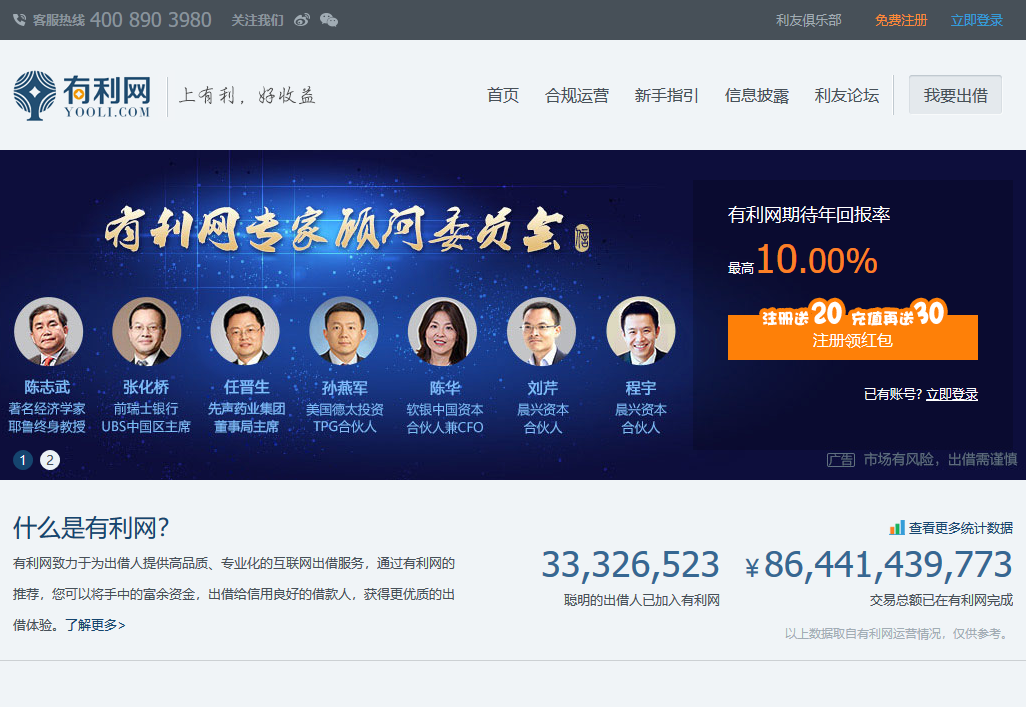 客服热线 400 890 3980 关注我们 利友俱乐部 免费注册 立即登录
有利网
YOOLI.COM
上有利，好收益
首页 合规运营 新手指引 信息披露 利友论坛 我要出借
有利网专家顾问委员会
有利网期待年回报率
最高10.00%
注册送20 充值再送30
注册领红包
已有账号? 立即登录
陈志武 张化桥 任晋生 孙燕军 陈华 刘芹 程宇
著名经济学家 前瑞士银行 先声药业集团 美国德太投资 软银中国资本 晨兴资本 晨兴资本
耶鲁终身教授 UBS中国区主席 董事局主席 TPG合伙人 合伙人兼CFO 合伙人 合伙人
1 2
广告 市场有风险，出借需谨慎
什么是有利网?
有利网致力于为出借人提供高品质、专业化的互联网出借服务，通过有利网的
推荐，您可以将手中的富余资金，出借给信用良好的借款人，获得更优质的出
借体验。了解更多>
查看更多统计数据
33,326,523 ¥86,441,439,773
聪明的出借人已加入有利网 交易总额已在有利网完成
以上数据取自有利网运营情况，仅供参考。